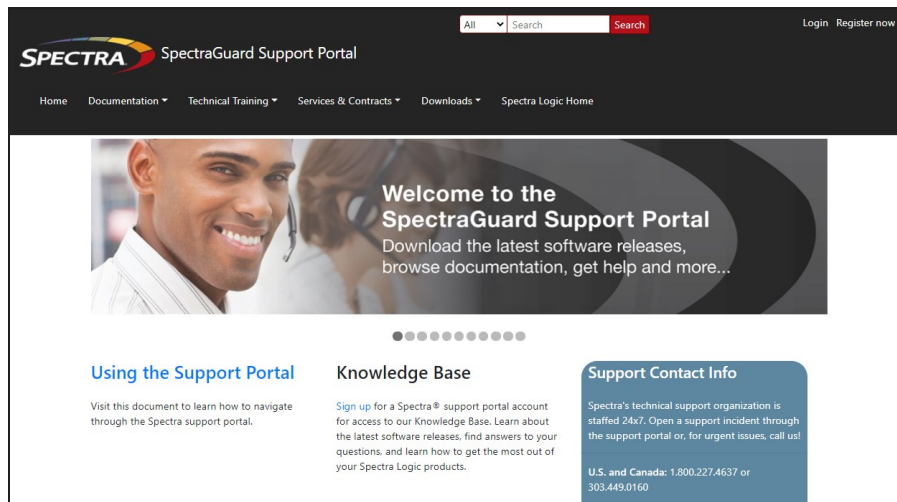 All
Search
Search
Login Register now
SPECTRA
SpectraGuard Support Portal
Home Documentation Technical Training Services & Contracts Downloads Spectra Logic Home
Welcome to the
SpectraGuard Support Portal
Download the latest software releases,
browse documentation, get help and more...
Using the Support Portal
Visit this document to learn how to navigate
through the Spectra support portal.
Knowledge Base
Sign up for a Spectra® support portal account
for access to our Knowledge Base. Learn about
the latest software releases, find answers to your
questions, and learn how to get the most out of
your Spectra Logic products.
Support Contact Info
Spectra's technical support organization is
staffed 24x7. Open a support incident through
the support portal or, for urgent issues, call us!
U.S. and Canada: 1.800.227.4637 or
303.449.0160